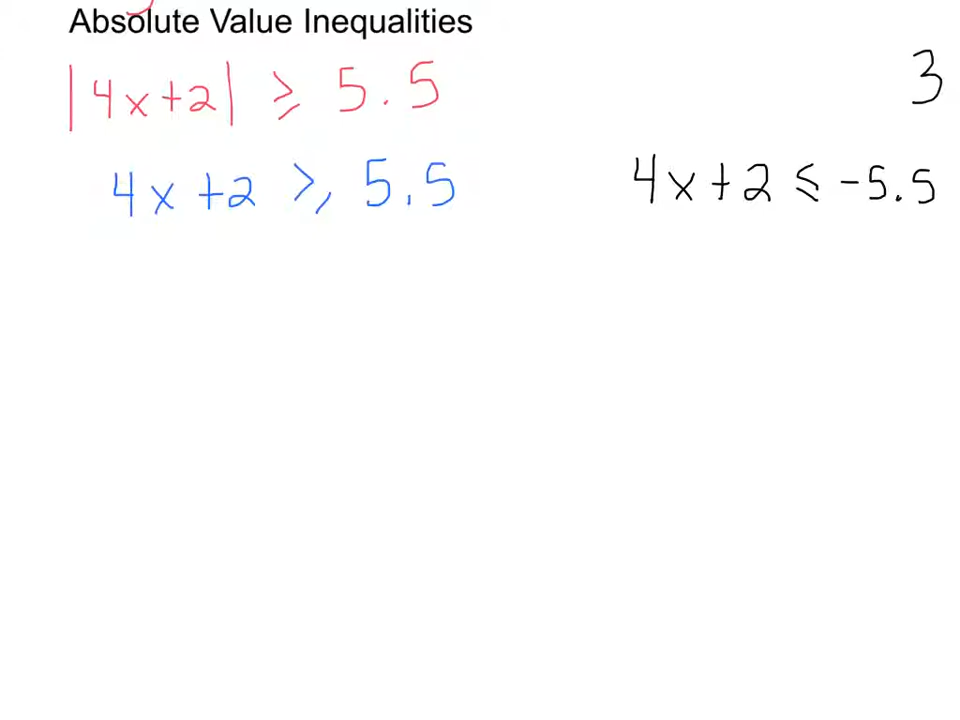 Absolute Value Inequalities
|4x+2| ≥ 5.5
3
4x+2 ≥ 5.5
4x+2 ≤ -5.5